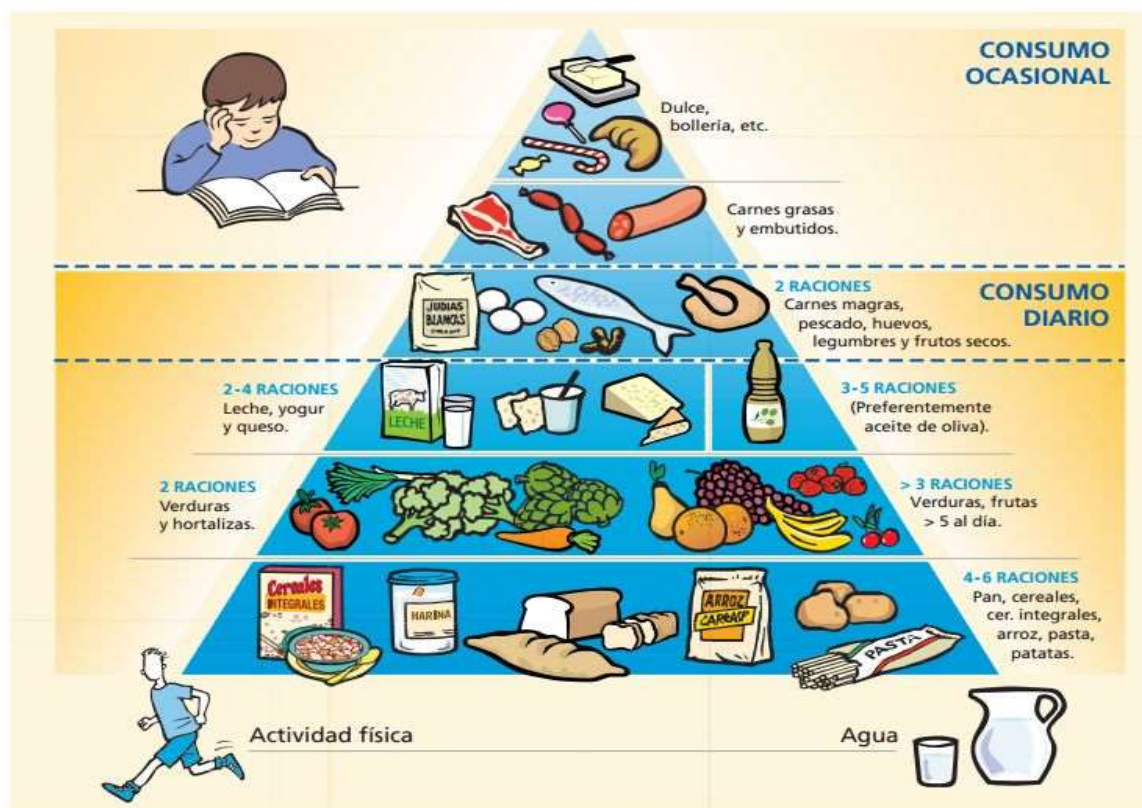 CONSUMO
OCASIONAL
Dulce,
bollería, etc.
Carnes grasas
y embutidos.
CONSUMO
DIARIO
2 RACIONES
Carnes magras,
pescado, huevos,
legumbres y frutos secos.
JUDIAS
BLANCAS
2-4 RACIONES
Leche, yogur
y queso.
LECHE
3-5 RACIONES
(Preferentemente
aceite de oliva).
2 RACIONES
Verduras
y hortalizas.
> 3 RACIONES
Verduras, frutas
> 5 al día.
Cereales
INTEGRALES
HARINA
ARROZ
4-6 RACIONES
Pan, cereales,
cer. integrales,
arroz, pasta,
patatas.
PASTA
Actividad física
Agua